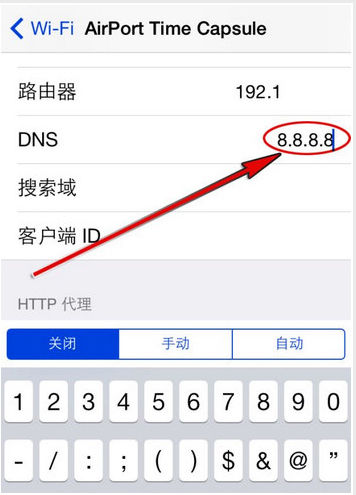 Wi-Fi AirPort Time Capsule
路由器 192.1
DNS 8.8.8.8
搜索域
客户端 ID
HTTP 代理
关闭 手动 自动
1 2 3 4 5 6 7 8 9 0
- / : ; ( ) $ & @ ”